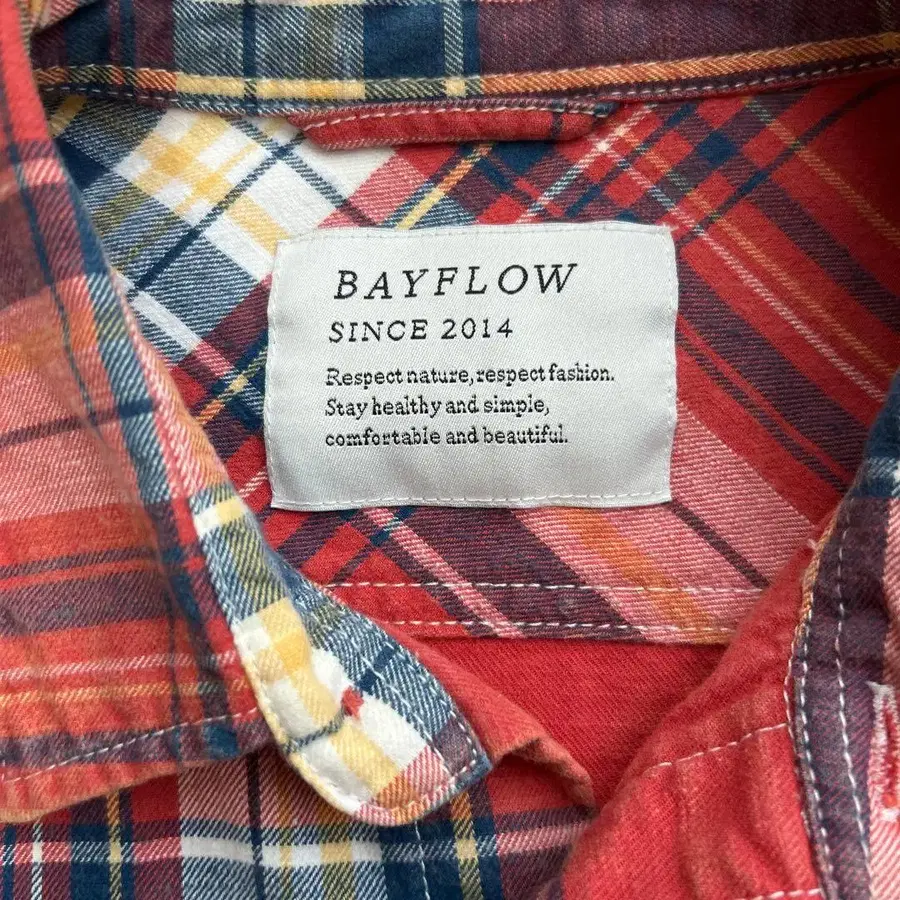 BAYFLOW
SINCE 2014
Respect nature, respect fashion.
Stay healthy and simple,
comfortable and beautiful.